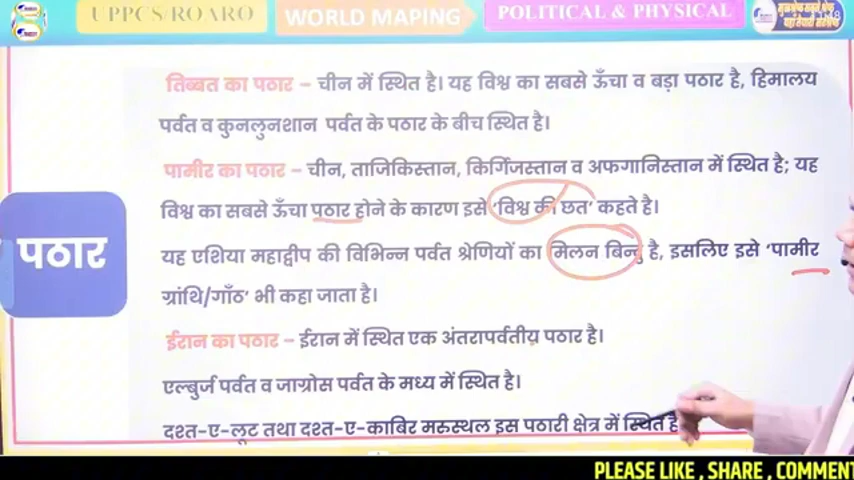 UPPCS/ROARO
WORLD MAPING
POLITICAL & PHYSICAL
तिब्बत का पठार – चीन में स्थित है। यह विश्व का सबसे ऊँचा व बड़ा पठार है, हिमालय
पर्वत व कुनलुनशान पर्वत के पठार के बीच स्थित है।
पामीर का पठार – चीन, ताजिकिस्तान, किर्गिजस्तान व अफगानिस्तान में स्थित है; यह
विश्व का सबसे ऊँचा पठार होने के कारण इसे ‘विश्व की छत’ कहते है।
पठार
यह एशिया महाद्वीप की विभिन्न पर्वत श्रेणियों का मिलन बिन्दु है, इसलिए इसे ‘पामीर
ग्रांथि/गाँठ’ भी कहा जाता है।
ईरान का पठार – ईरान में स्थित एक अंतरापर्वतीय पठार है।
एल्बुर्ज पर्वत व जाग्रोस पर्वत के मध्य में स्थित है।
दश्त-ए-लूट तथा दश्त-ए-काबिर मरुस्थल इस पठारी क्षेत्र में स्थित है
PLEASE LIKE , SHARE , COMMENT